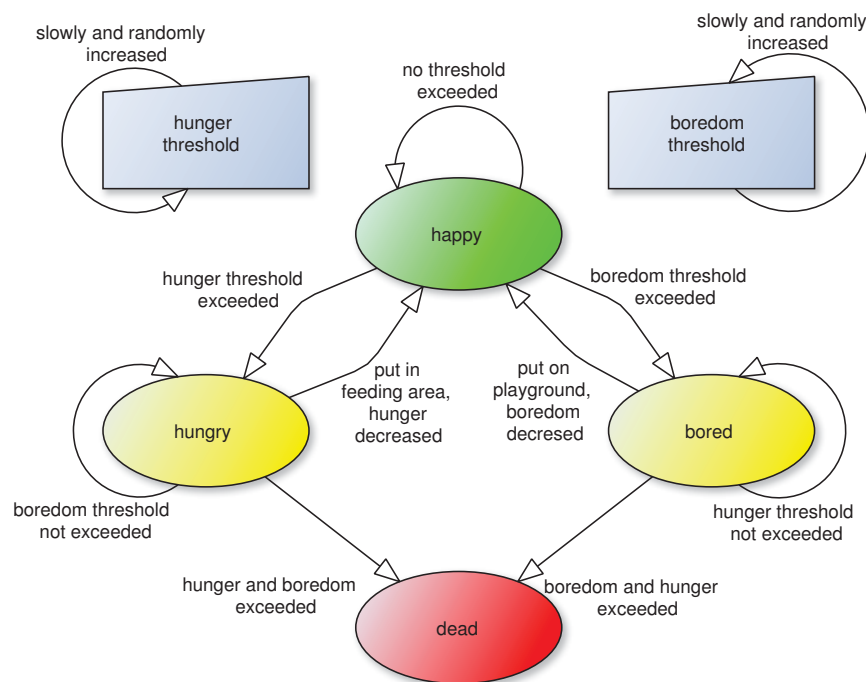 slowly and randomly
increased
hunger
threshold
no threshold
exceeded
slowly and randomly
increased
boredom
threshold
happy
hunger threshold
exceeded
boredom threshold
exceeded
put in
feeding area,
hunger
decreased
put on
playground,
boredom
decresed
hungry
bored
boredom threshold
not exceeded
hunger threshold
not exceeded
hunger and boredom
exceeded
boredom and hunger
exceeded
dead